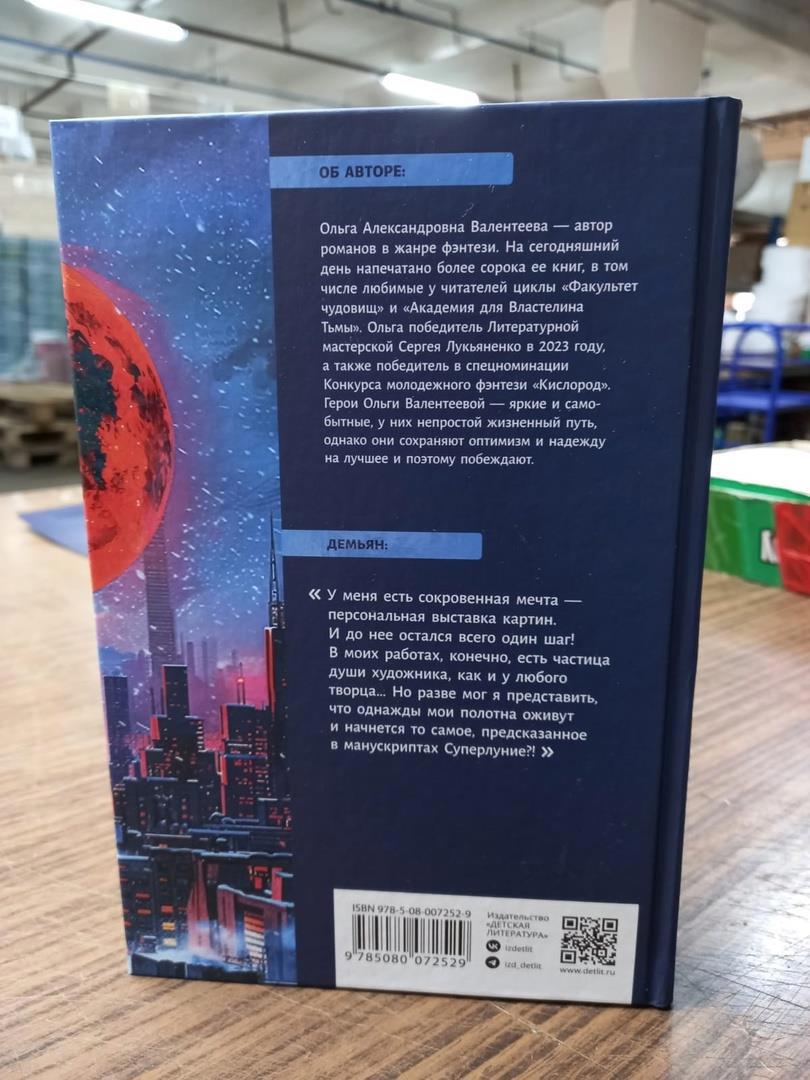 ОБ АВТОРЕ:
Ольга Александровна Валентеева — автор
романов в жанре фэнтези. На сегодняшний
день напечатано более сорока ее книг, в том
числе любимые у читателей циклы «Факультет
чудовищ» и «Академия для Властелина
Тьмы». Ольга победитель Литературной
мастерской Сергея Лукьяненко в 2023 году,
а также победитель в спецноминации
Конкурса молодежного фэнтези «Кислород».
Герои Ольги Валентеевой — яркие и само-
бытные, у них непростой жизненный путь,
однако они сохраняют оптимизм и надежду
на лучшее и поэтому побеждают.
ДЕМЬЯН:
« У меня есть сокровенная мечта —
персональная выставка картин.
И до нее остался всего один шаг!
В моих работах, конечно, есть частица
души художника, как и у любого
творца... Но разве мог я представить,
что однажды мои полотна оживут
и начнется то самое, предсказанное
в манускриптах Суперлуние?! »
ISBN 978-5-08-007252-9
9 785080 072529
Издательство
«ДЕТСКАЯ
ЛИТЕРАТУРА»
izdetlit
izd_detlit
www.detlit.ru